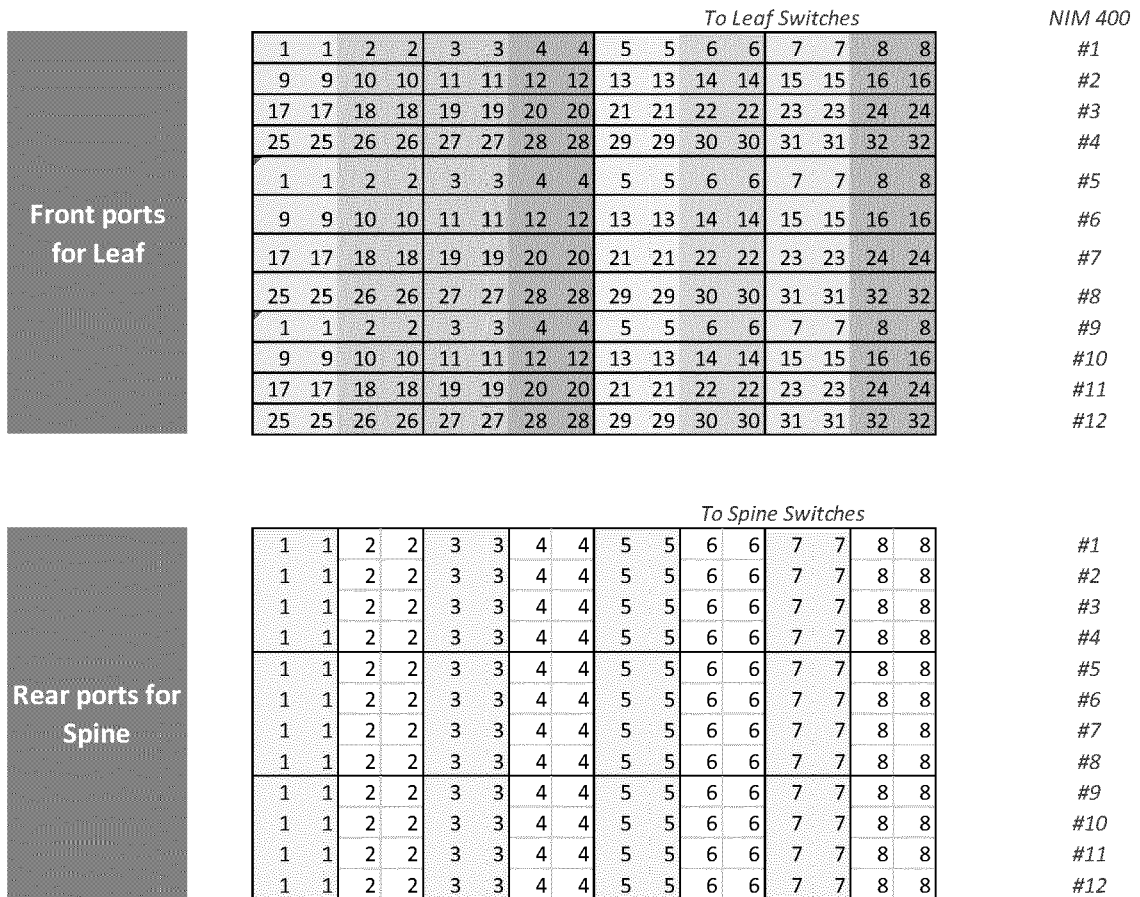 To Leaf Switches NIM 400
1 1 2 2 3 3 4 4 5 5 6 6 7 7 8 8 #1
9 9 10 10 11 11 12 12 13 13 14 14 15 15 16 16 #2
17 17 18 18 19 19 20 20 21 21 22 22 23 23 24 24 #3
25 25 26 26 27 27 28 28 29 29 30 30 31 31 32 32 #4
1 1 2 2 3 3 4 4 5 5 6 6 7 7 8 8 #5
Front ports
9 9 10 10 11 11 12 12 13 13 14 14 15 15 16 16 #6
for Leaf
17 17 18 18 19 19 20 20 21 21 22 22 23 23 24 24 #7
25 25 26 26 27 27 28 28 29 29 30 30 31 31 32 32 #8
1 1 2 2 3 3 4 4 5 5 6 6 7 7 8 8 #9
9 9 10 10 11 11 12 12 13 13 14 14 15 15 16 16 #10
17 17 18 18 19 19 20 20 21 21 22 22 23 23 24 24 #11
25 25 26 26 27 27 28 28 29 29 30 30 31 31 32 32 #12
To Spine Switches
1 1 2 2 3 3 4 4 5 5 6 6 7 7 8 8 #1
1 1 2 2 3 3 4 4 5 5 6 6 7 7 8 8 #2
1 1 2 2 3 3 4 4 5 5 6 6 7 7 8 8 #3
1 1 2 2 3 3 4 4 5 5 6 6 7 7 8 8 #4
1 1 2 2 3 3 4 4 5 5 6 6 7 7 8 8 #5
Rear ports for
1 1 2 2 3 3 4 4 5 5 6 6 7 7 8 8 #6
Spine
1 1 2 2 3 3 4 4 5 5 6 6 7 7 8 8 #7
1 1 2 2 3 3 4 4 5 5 6 6 7 7 8 8 #8
1 1 2 2 3 3 4 4 5 5 6 6 7 7 8 8 #9
1 1 2 2 3 3 4 4 5 5 6 6 7 7 8 8 #10
1 1 2 2 3 3 4 4 5 5 6 6 7 7 8 8 #11
1 1 2 2 3 3 4 4 5 5 6 6 7 7 8 8 #12